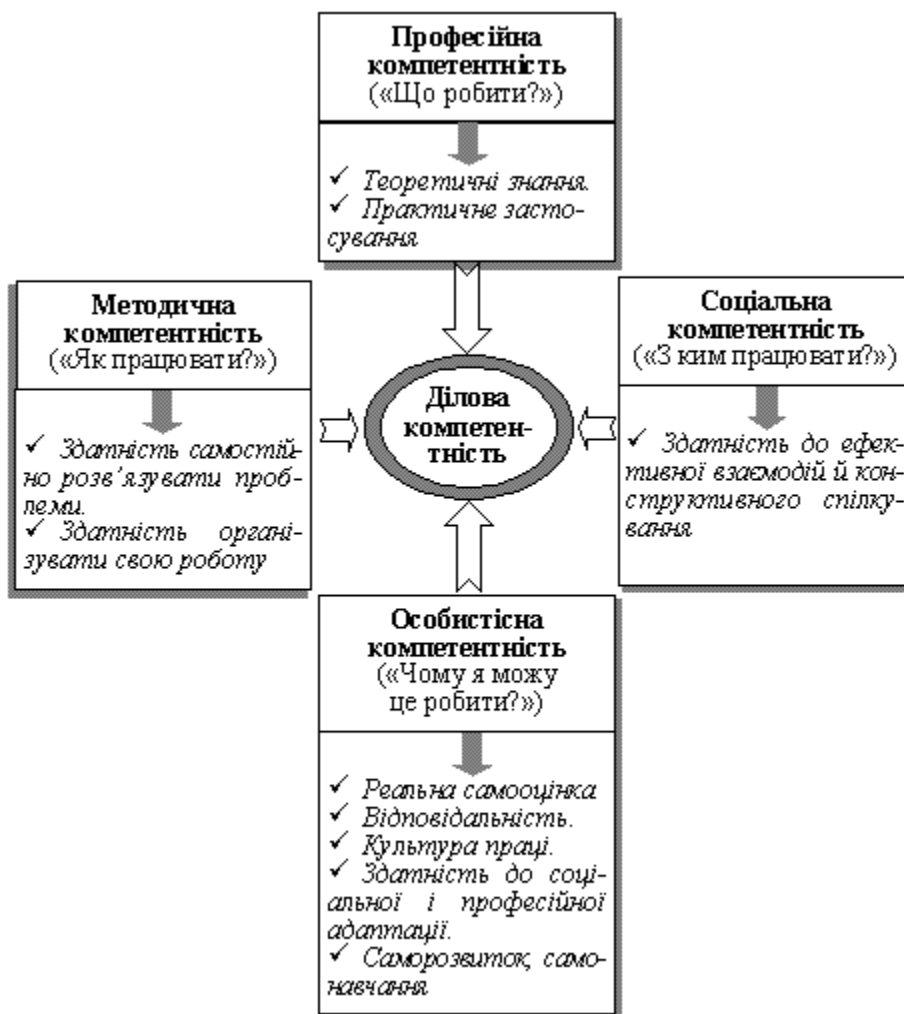 Професійна
компетентність
(«Що робити?»)
✓ Теоретичні знання.
✓ Практичне засто-
сування
Методична
компетентність
(«Як працювати?»)
✓ Здатність самостій-
но розв’язувати проб-
леми.
✓ Здатність органі-
зувати свою роботу
Ділова
компетен-
тність
Соціальна
компетентність
(«З ким працювати?»)
✓ Здатність до ефек-
тивної взаємодій й кон-
структивного спілку-
вання
Особистісна
компетентність
(«Чому я можу
це робити?»)
✓ Реальна самооцінка
✓ Відповідальність.
✓ Культура праці.
✓ Здатність до соці-
альної і професійної
адаптації.
✓ Саморозвиток, само-
навчання